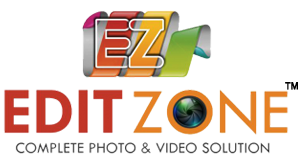 EZ
EDIT ZONE™
COMPLETE PHOTO & VIDEO SOLUTION